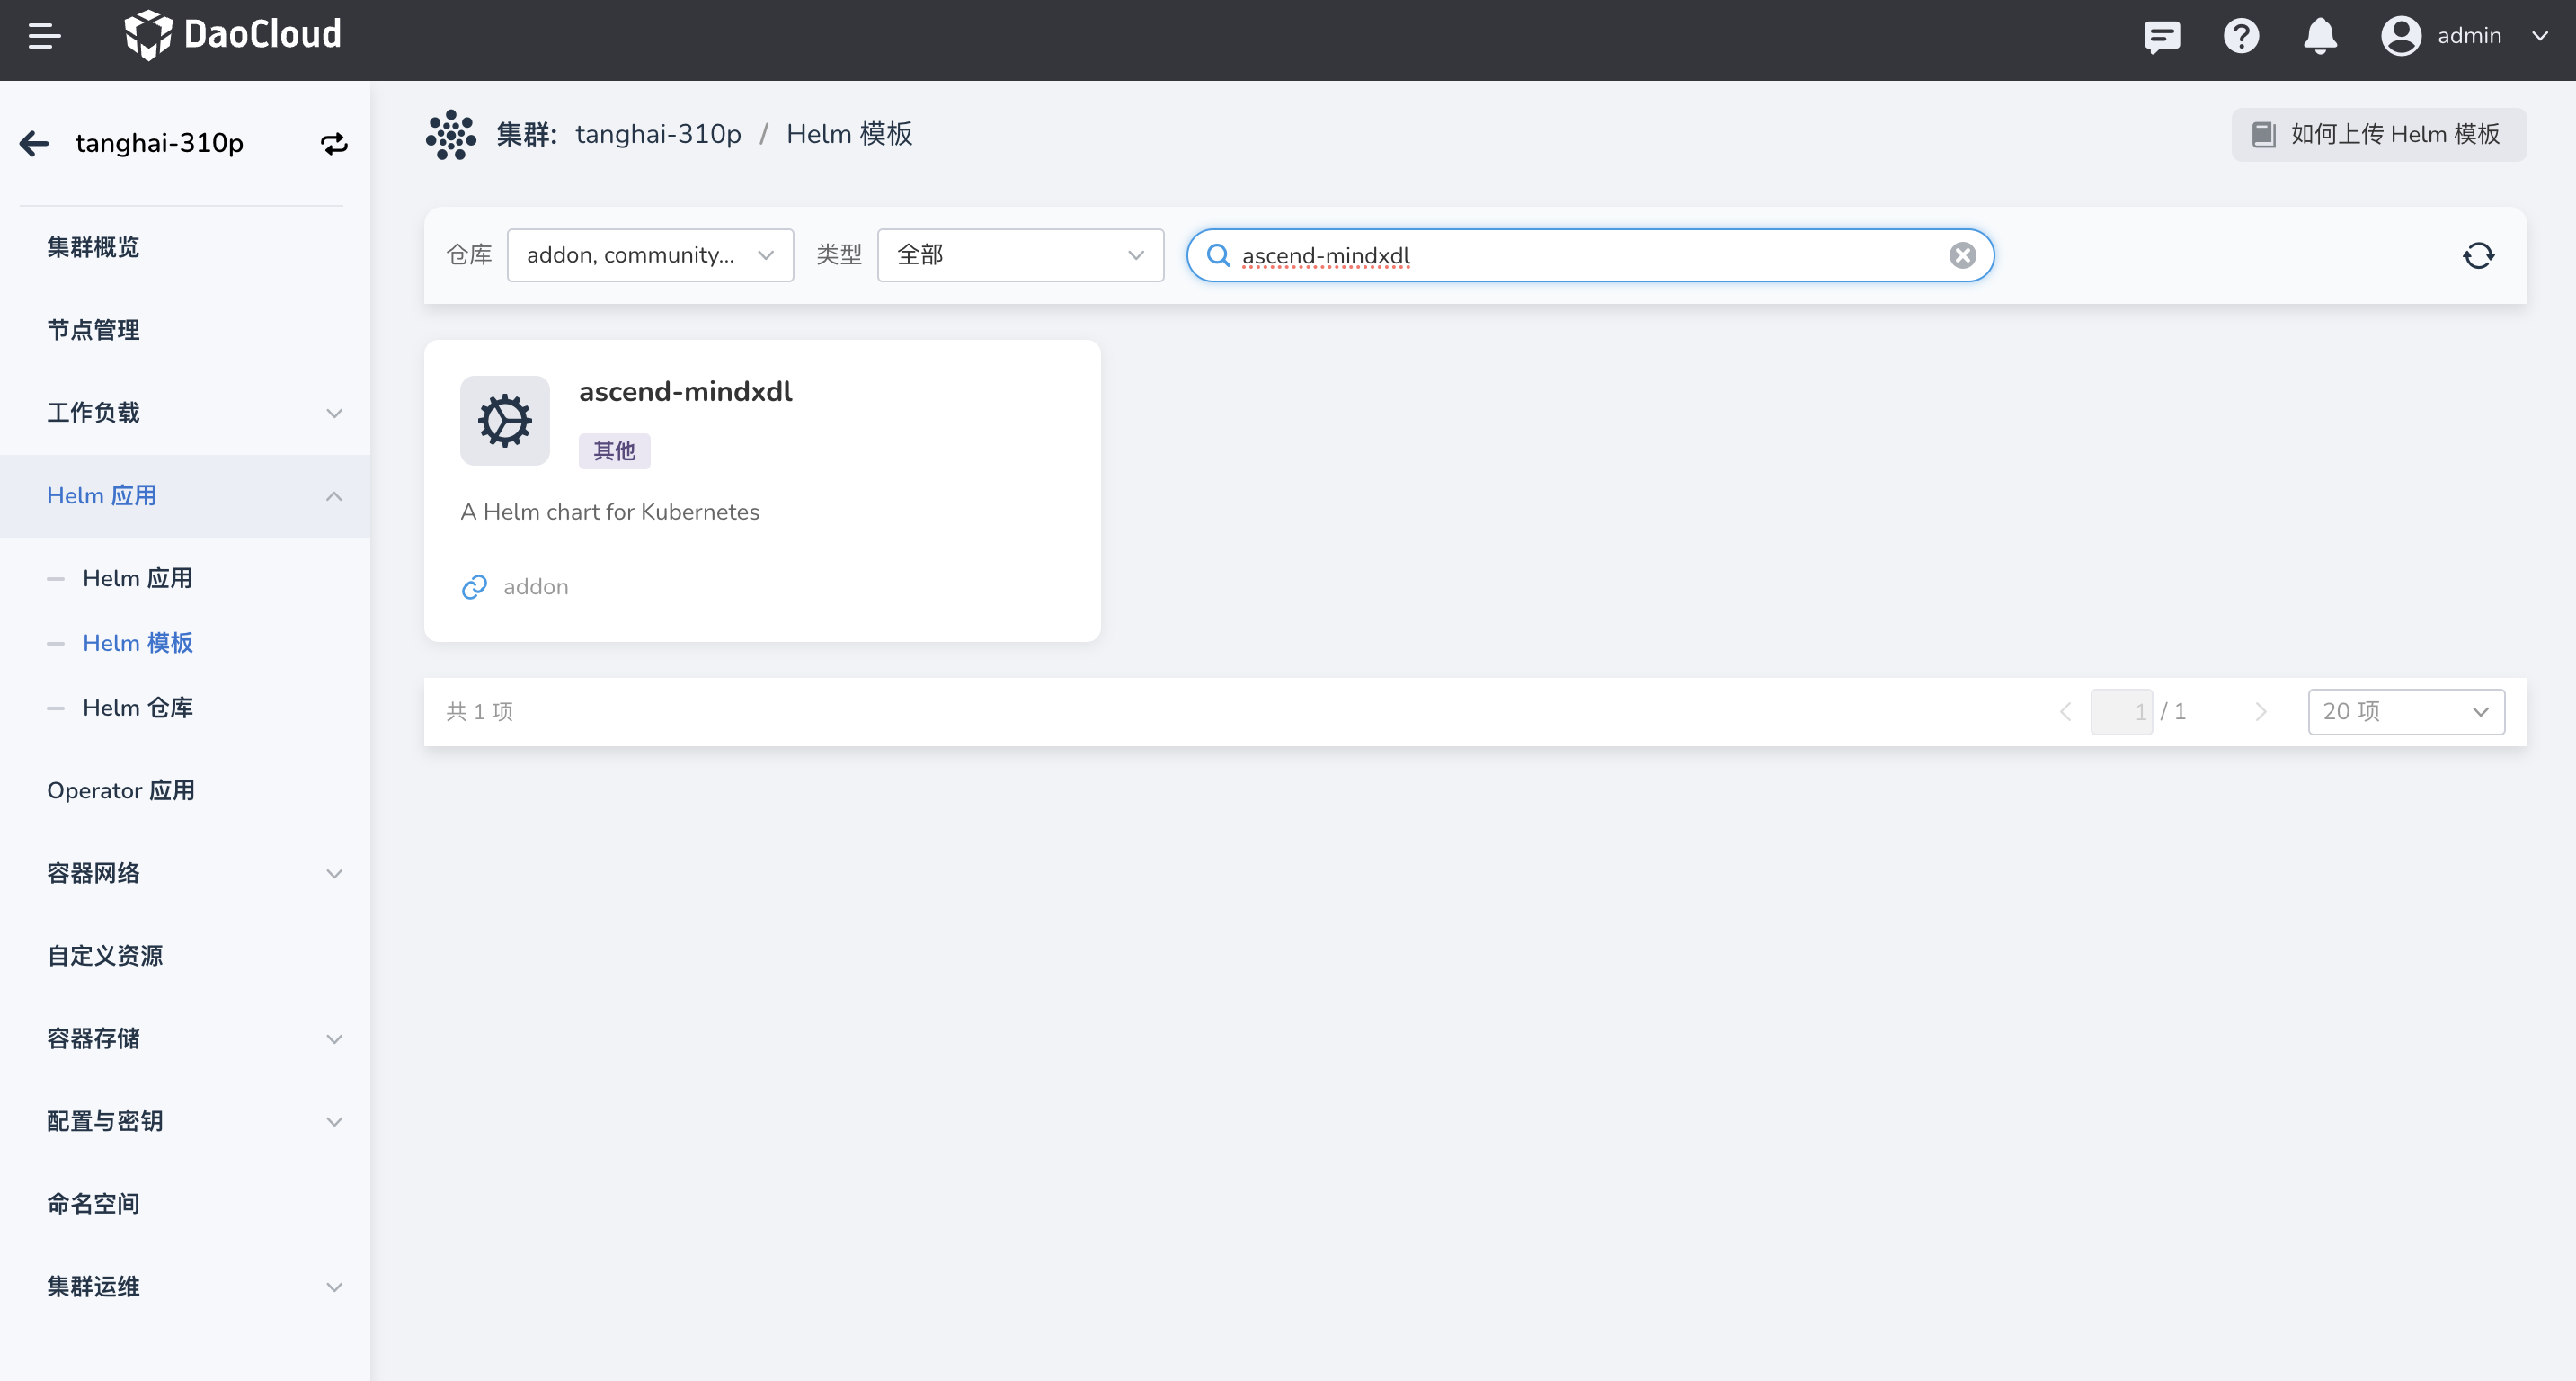 DaoCloud
admin
tanghai-310p
集群概览
节点管理
工作负载
Helm 应用
Helm 应用
Helm 模板
Helm 仓库
Operator 应用
容器网络
自定义资源
容器存储
配置与密钥
命名空间
集群运维
集群: tanghai-310p / Helm 模板
如何上传 Helm 模板
仓库 addon, community... 类型 全部 ascend-mindxdl
ascend-mindxdl
其他
A Helm chart for Kubernetes
addon
共 1 项 1 / 1 20 项